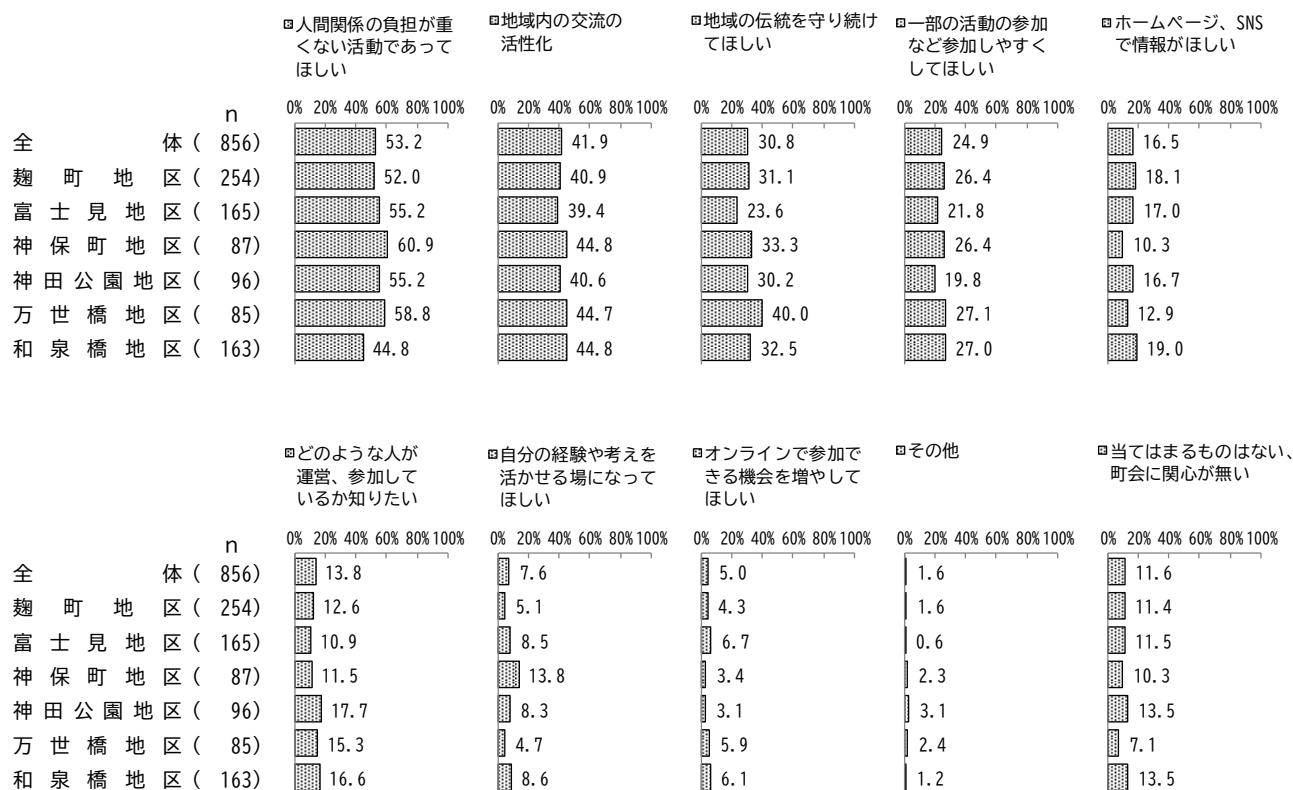 人間関係の負担が重
くない活動であって
ほしい
地域内の交流の
活性化
地域の伝統を守り続け
てほしい
一部の活動の参加
など参加しやすく
してほしい
ホームページ、SNS
で情報がほしい
n
0% 20% 40% 60% 80% 100% 0% 20% 40% 60% 80% 100% 0% 20% 40% 60% 80% 100% 0% 20% 40% 60% 80% 100% 0% 20% 40% 60% 80% 100%
全体( 856) 53.2 41.9 30.8 24.9 16.5
麹町地区( 254) 52.0 40.9 31.1 26.4 18.1
富士見地区( 165) 55.2 39.4 23.6 21.8 17.0
神保町地区( 87) 60.9 44.8 33.3 26.4 10.3
神田公園地区( 96) 55.2 40.6 30.2 19.8 16.7
万世橋地区( 85) 58.8 44.7 40.0 27.1 12.9
和泉橋地区( 163) 44.8 44.8 32.5 27.0 19.0
どのような人が
運営、参加して
いるか知りたい
自分の経験や考えを
活かせる場になって
ほしい
オンラインで参加で
きる機会を増やして
ほしい
その他
当てはまるものはない、
町会に関心が無い
n
0% 20% 40% 60% 80% 100% 0% 20% 40% 60% 80% 100% 0% 20% 40% 60% 80% 100% 0% 20% 40% 60% 80% 100% 0% 20% 40% 60% 80% 100%
全体( 856) 13.8 7.6 5.0 1.6 11.6
麹町地区( 254) 12.6 5.1 4.3 1.6 11.4
富士見地区( 165) 10.9 8.5 6.7 0.6 11.5
神保町地区( 87) 11.5 13.8 3.4 2.3 10.3
神田公園地区( 96) 17.7 8.3 3.1 3.1 13.5
万世橋地区( 85) 15.3 4.7 5.9 2.4 7.1
和泉橋地区( 163) 16.6 8.6 6.1 1.2 13.5